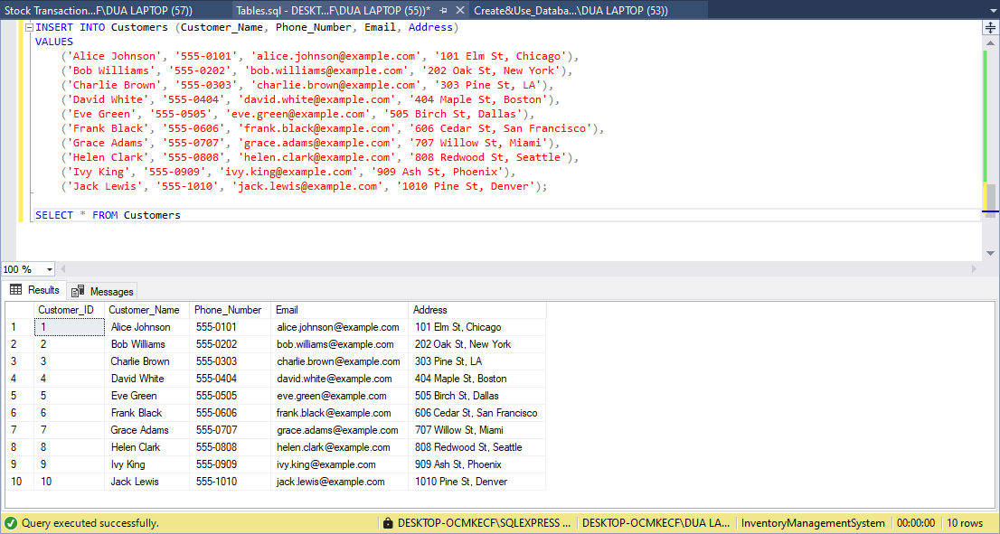 Stock Transaction...F\DUA LAPTOP (57))
Tables.sql - DESKT...F\DUA LAPTOP (55))*
Create&Use_Databa...\DUA LAPTOP (53))
INSERT INTO Customers (Customer_Name, Phone_Number, Email, Address)
VALUES
('Alice Johnson', '555-0101', 'alice.johnson@example.com', '101 Elm St, Chicago'),
('Bob Williams', '555-0202', 'bob.williams@example.com', '202 Oak St, New York'),
('Charlie Brown', '555-0303', 'charlie.brown@example.com', '303 Pine St, LA'),
('David White', '555-0404', 'david.white@example.com', '404 Maple St, Boston'),
('Eve Green', '555-0505', 'eve.green@example.com', '505 Birch St, Dallas'),
('Frank Black', '555-0606', 'frank.black@example.com', '606 Cedar St, San Francisco'),
('Grace Adams', '555-0707', 'grace.adams@example.com', '707 Willow St, Miami'),
('Helen Clark', '555-0808', 'helen.clark@example.com', '808 Redwood St, Seattle'),
('Ivy King', '555-0909', 'ivy.king@example.com', '909 Ash St, Phoenix'),
('Jack Lewis', '555-1010', 'jack.lewis@example.com', '1010 Pine St, Denver');
SELECT * FROM Customers
100 %
Results Messages
Customer_ID Customer_Name Phone_Number Email Address
1 1 Alice Johnson 555-0101 alice.johnson@example.com 101 Elm St, Chicago
2 2 Bob Williams 555-0202 bob.williams@example.com 202 Oak St, New York
3 3 Charlie Brown 555-0303 charlie.brown@example.com 303 Pine St, LA
4 4 David White 555-0404 david.white@example.com 404 Maple St, Boston
5 5 Eve Green 555-0505 eve.green@example.com 505 Birch St, Dallas
6 6 Frank Black 555-0606 frank.black@example.com 606 Cedar St, San Francisco
7 7 Grace Adams 555-0707 grace.adams@example.com 707 Willow St, Miami
8 8 Helen Clark 555-0808 helen.clark@example.com 808 Redwood St, Seattle
9 9 Ivy King 555-0909 ivy.king@example.com 909 Ash St, Phoenix
10 10 Jack Lewis 555-1010 jack.lewis@example.com 1010 Pine St, Denver
Query executed successfully. DESKTOP-OCMKECF\SQLEXPRESS ... DESKTOP-OCMKECF\DUA LA... InventoryManagementSystem 00:00:00 10 rows